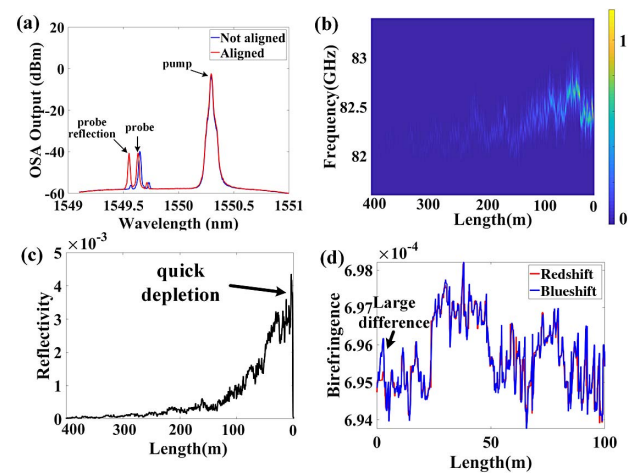 (a)
OSA Output (dBm)
20
0
-20
-40
-60
Not aligned
Aligned
pump
probe
reflection
probe
1549
1549.5
1550
1550.5
1551
Wavelength (nm)
(b)
Frequency(GHz)
83
82.5
82
400
300
200
100
0
Length(m)
1
0
(c)
×10⁻³
Reflectivity
5
4
3
2
1
0
quick
depletion
400
300
200
100
0
Length(m)
(d)
×10⁻⁴
Birefringence
6.98
6.97
6.96
6.95
6.94
Redshift
Blueshift
Large
difference
0
50
100
Length(m)